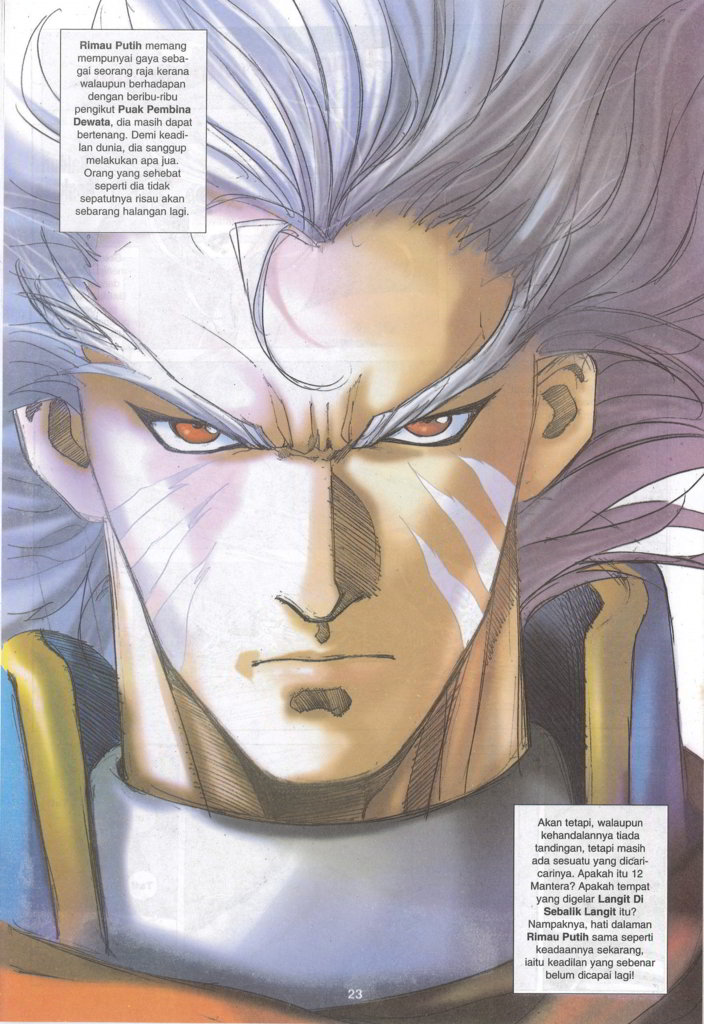 Rimau Putih memang
mempunyai gaya seba-
gai seorang raja kerana
walaupun berhadapan
dengan beribu-ribu
pengikut Puak Pembina
Dewata, dia masih dapat
bertenang. Demi keadi-
lan dunia, dia sanggup
melakukan apa jua.
Orang yang sehebat
seperti dia tidak
sepatutnya risau akan
sebarang halangan lagi.
Akan tetapi, walaupun
kehandalannya tiada
tandingan, tetapi masih
ada sesuatu yang dicari-
carinya. Apakah itu 12
Mantera? Apakah tempat
yang digelar Langit Di
Sebalik Langit itu?
Nampaknya, hati dalaman
Rimau Putih sama seperti
keadaannya sekarang,
iaitu keadilan yang sebenar
belum dicapai lagi!
23